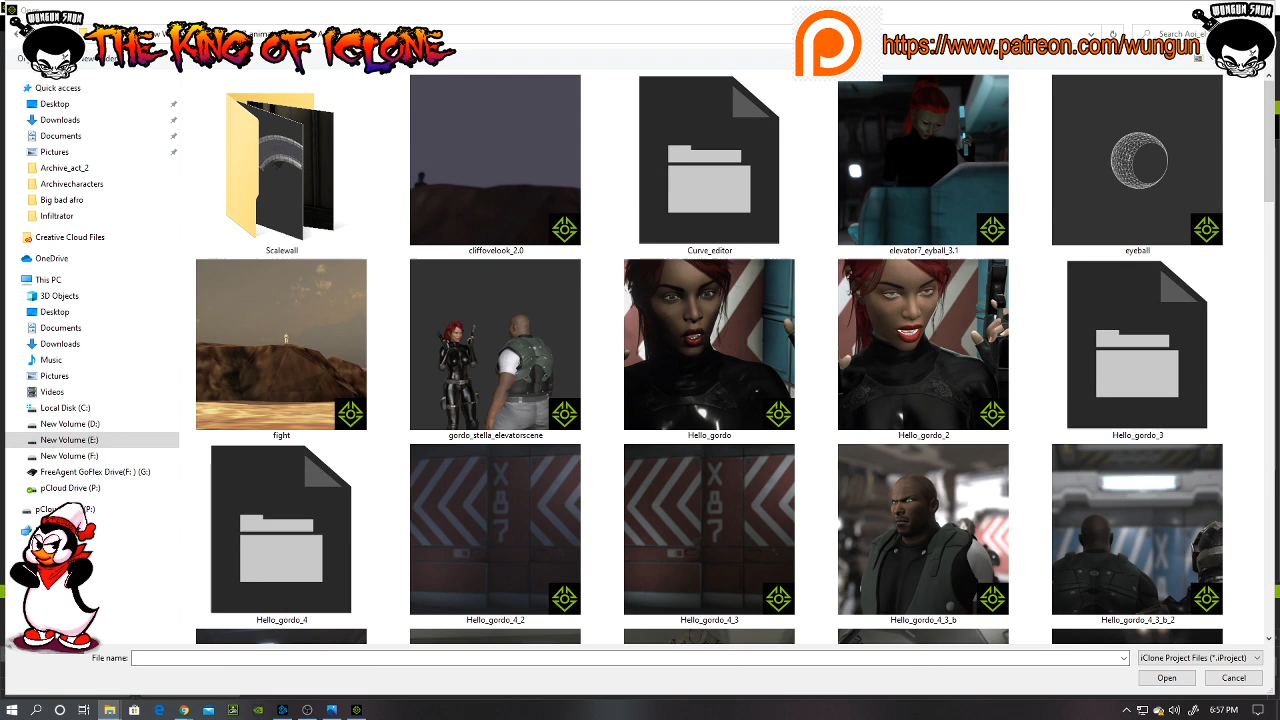 Open
WUNGUN SHUN
THE KING OF ICLONE
https://www.patreon.com/wungun
WUNGUN SHUN
Search Aoi_e
Quick access
Desktop
Downloads
Documents
Pictures
Archive_act_2
Archivecharacters
Big bad afro
Infiltrator
Creative Cloud Files
OneDrive
This PC
3D Objects
Desktop
Documents
Downloads
Music
Pictures
Videos
Local Disk (C:)
New Volume (D:)
New Volume (E:)
New Volume (F:)
FreeAgent GoFlex Drive(F: ) (G:)
pCloud Drive (P:)
Scalewall
cliffovelook_2.0
Curve_editor
elevator7_eyball_3.1
eyeball
fight
gordo_stella_elevatorscene
Hello_gordo
Hello_gordo_2
Hello_gordo_3
Hello_gordo_4
Hello_gordo_4_2
Hello_gordo_4_3
Hello_gordo_4_3_b
Hello_gordo_4_3_b_2
File name:
iClone Project Files (*.iProject)
Open
Cancel
6:57 PM